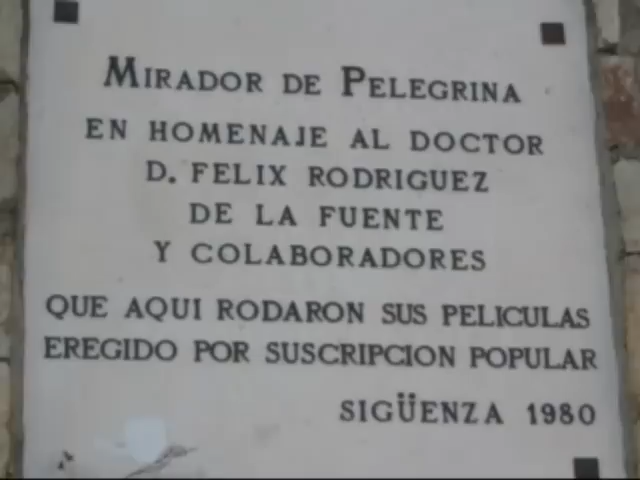 MIRADOR DE PELEGRINA
EN HOMENAJE AL DOCTOR
D. FELIX RODRIGUEZ
DE LA FUENTE
Y COLABORADORES
QUE AQUI RODARON SUS PELICULAS
EREGIDO POR SUSCRIPCION POPULAR
SIGÜENZA 1980